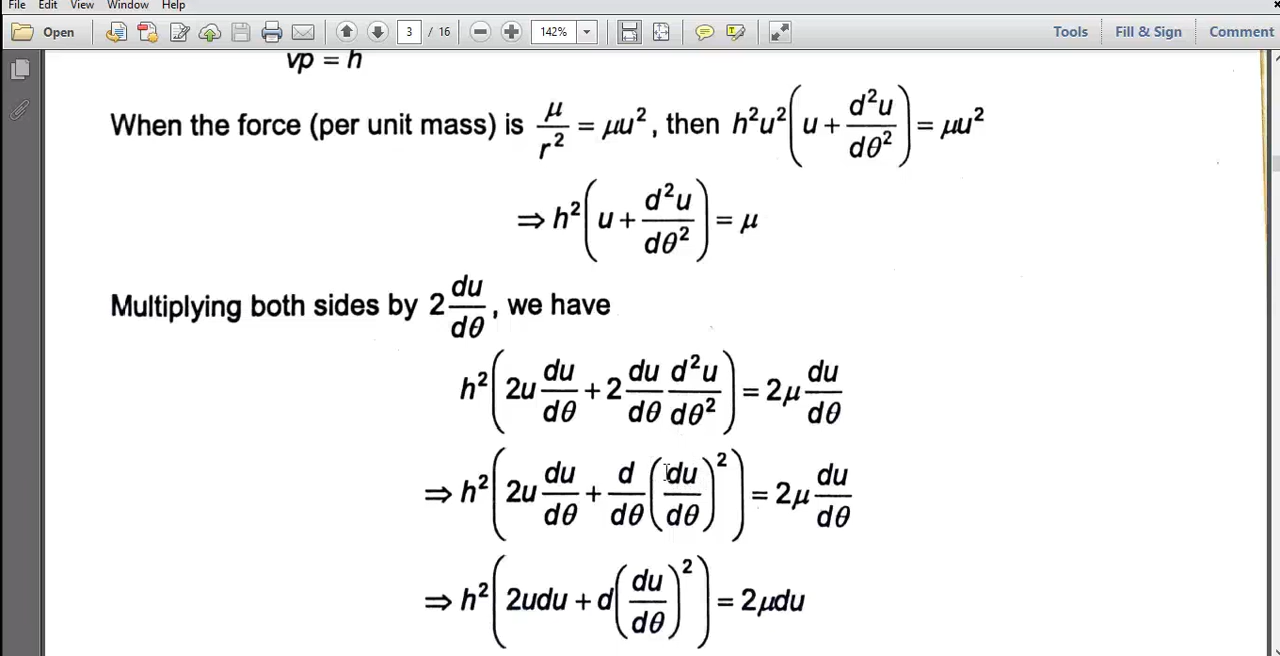 File Edit View Window Help
Open 3 / 16 142% Tools Fill & Sign Comment
vp = h
When the force (per unit mass) is μ/r² = μu², then h²u²(u + d²u/dθ²) = μu²
⇒ h²(u + d²u/dθ²) = μ
Multiplying both sides by 2 du/dθ, we have
h²(2u du/dθ + 2 du/dθ d²u/dθ²) = 2μ du/dθ
⇒ h²(2u du/dθ + d/dθ (du/dθ)²) = 2μ du/dθ
⇒ h²(2udu + d(du/dθ)²) = 2μdu